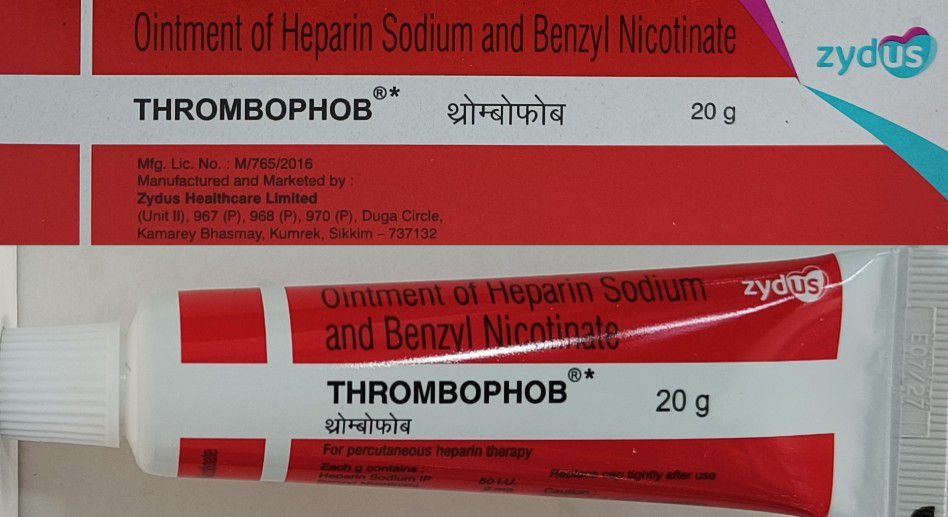 Ointment of Heparin Sodium and Benzyl Nicotinate
zydus
THROMBOPHOB®* थ्रोम्बोफोब 20 g
Mfg. Lic. No. : M/765/2016
Manufactured and Marketed by :
Zydus Healthcare Limited
(Unit II), 967 (P), 968 (P), 970 (P), Duga Circle,
Kamarey Bhasmay, Kumrek, Sikkim – 737132
Ointment of Heparin Sodium
zydus
and Benzyl Nicotinate
THROMBOPHOB®*
20 g
थ्रोम्बोफोब
For percutaneous heparin therapy
Each g contains :
Replace cap tightly after use
Heparin Sodium IP 50 I.U.
2 mg
Caution :